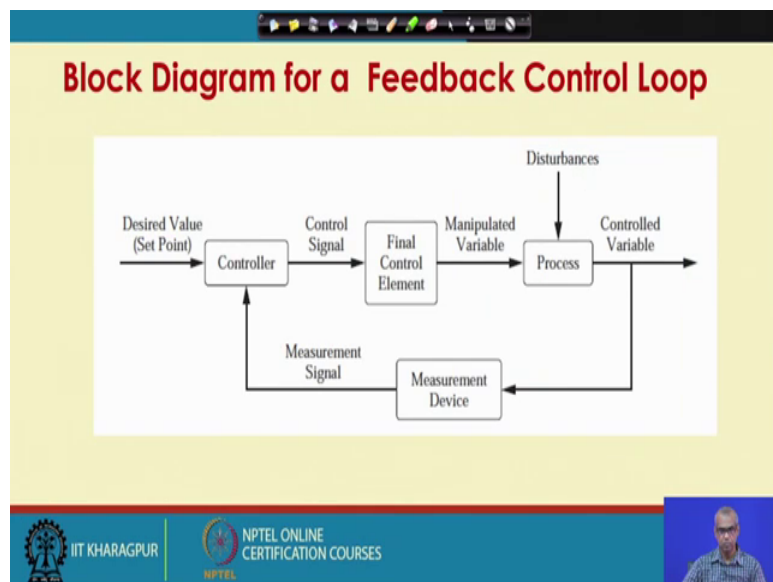 Block Diagram for a Feedback Control Loop
Disturbances
Desired Value
(Set Point)
Control
Signal
Manipulated
Variable
Controlled
Variable
Controller
Final
Control
Element
Process
Measurement
Signal
Measurement
Device
IIT KHARAGPUR
NPTEL
NPTEL ONLINE
CERTIFICATION COURSES